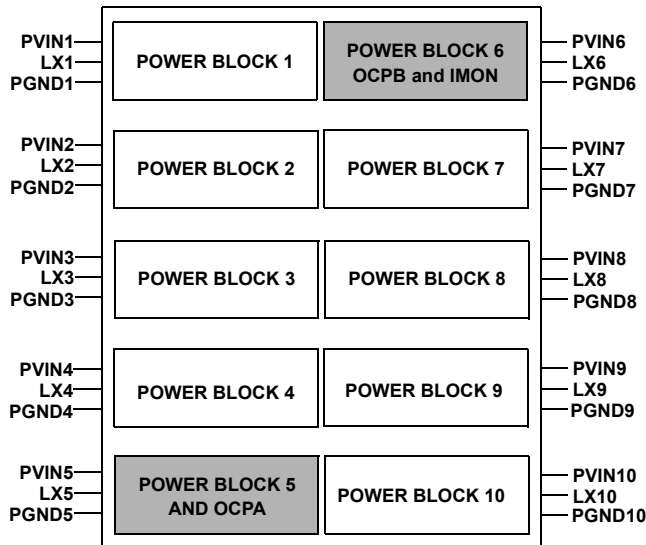 PVIN1
LX1
PGND1
POWER BLOCK 1
POWER BLOCK 6
OCPB and IMON
PVIN6
LX6
PGND6
PVIN2
LX2
PGND2
POWER BLOCK 2
POWER BLOCK 7
PVIN7
LX7
PGND7
PVIN3
LX3
PGND3
POWER BLOCK 3
POWER BLOCK 8
PVIN8
LX8
PGND8
PVIN4
LX4
PGND4
POWER BLOCK 4
POWER BLOCK 9
PVIN9
LX9
PGND9
PVIN5
LX5
PGND5
POWER BLOCK 5
AND OCPA
POWER BLOCK 10
PVIN10
LX10
PGND10